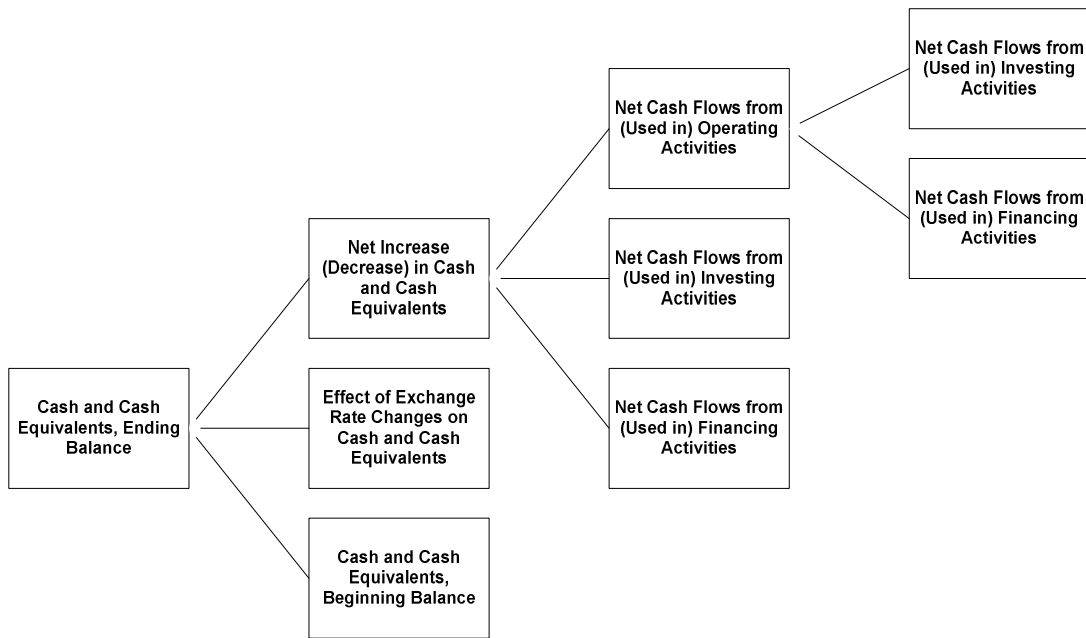 Cash and Cash
Equivalents, Ending
Balance
Net Increase
(Decrease) in Cash
and Cash
Equivalents
Effect of Exchange
Rate Changes on
Cash and Cash
Equivalents
Cash and Cash
Equivalents,
Beginning Balance
Net Cash Flows from
(Used in) Operating
Activities
Net Cash Flows from
(Used in) Investing
Activities
Net Cash Flows from
(Used in) Financing
Activities
Net Cash Flows from
(Used in) Investing
Activities
Net Cash Flows from
(Used in) Financing
Activities